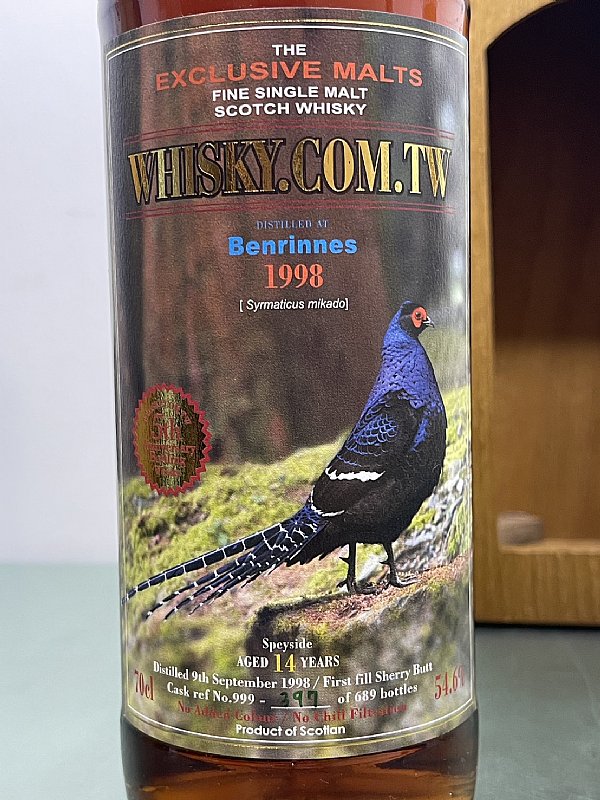 THE
EXCLUSIVE MALTS
FINE SINGLE MALT
SCOTCH WHISKY
WHISKY.COM.TW
DISTILLED AT
Benrinnes
1998
[ Syrmaticus mikado]
Speyside
AGED 14 YEARS
Distilled 9th September 1998 / First fill Sherry Butt
70cl Cask ref No.999 - 397 of 689 bottles 54.6%
No Added Colour / No Chill Filtration
Product of Scotlan